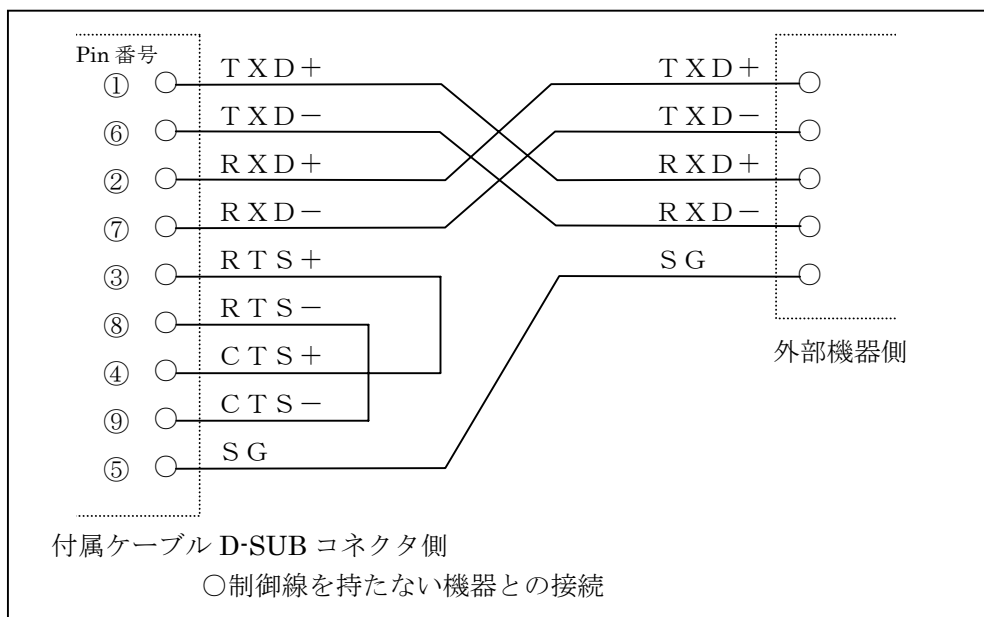 Pin 番号
① TXD+ TXD+
⑥ TXD− TXD−
② RXD+ RXD+
⑦ RXD− RXD−
③ RTS+ SG
⑧ RTS−
④ CTS+
⑨ CTS−
⑤ SG
外部機器側
付属ケーブル D-SUB コネクタ側
○制御線を持たない機器との接続